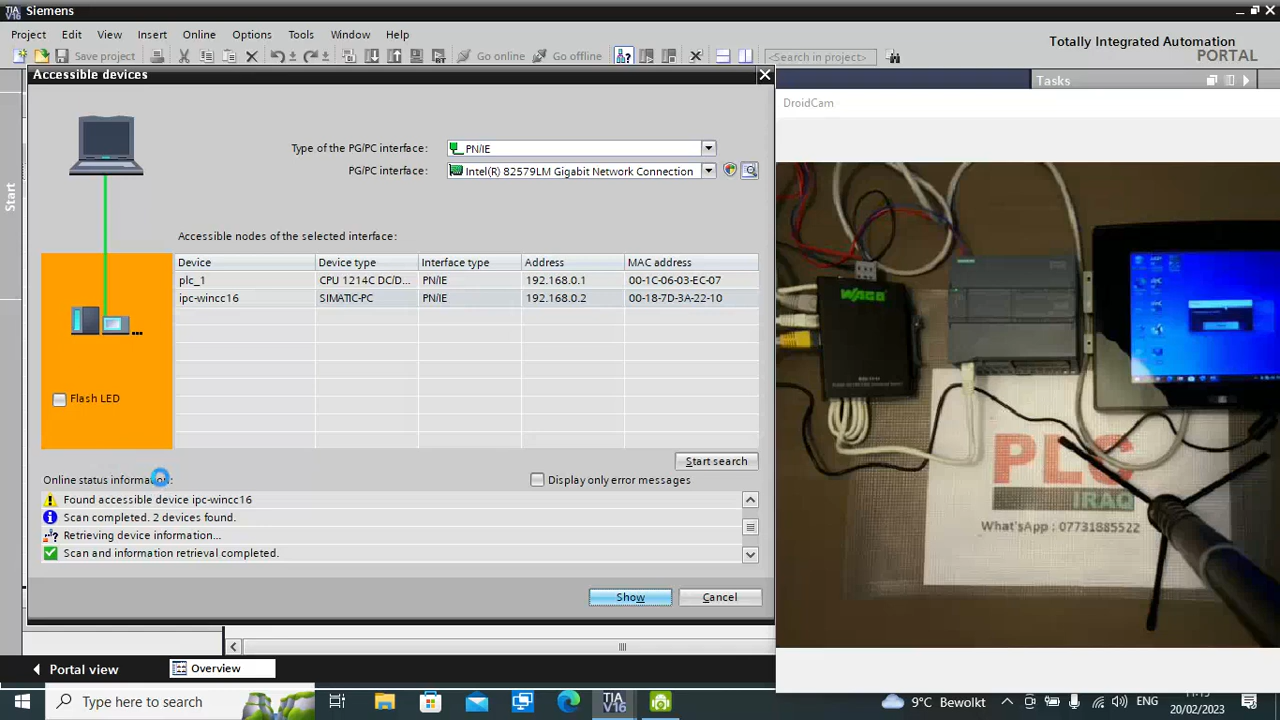 TIA
V16
Siemens
Project Edit View Insert Online Options Tools Window Help
Save project
Go online
Go offline
<Search in project>
Totally Integrated Automation
PORTAL
Accessible devices
Tasks
DroidCam
Start
Type of the PG/PC interface: PN/IE
PG/PC interface: Intel(R) 82579LM Gigabit Network Connection
Accessible nodes of the selected interface:
Device Device type Interface type Address MAC address
plc_1 CPU 1214C DC/D... PN/IE 192.168.0.1 00-1C-06-03-EC-07
ipc-wincc16 SIMATIC-PC PN/IE 192.168.0.2 00-18-7D-3A-22-10
Flash LED
Start search
Online status information:
Display only error messages
Found accessible device ipc-wincc16
Scan completed. 2 devices found.
Retrieving device information...
Scan and information retrieval completed.
Show
Cancel
WAGO
SIEMENS
PLC
IRAQ
What'sApp : 07731885522
Portal view
Overview
Type here to search
TIA
V16
9°C Bewolkt
ENG
20/02/2023